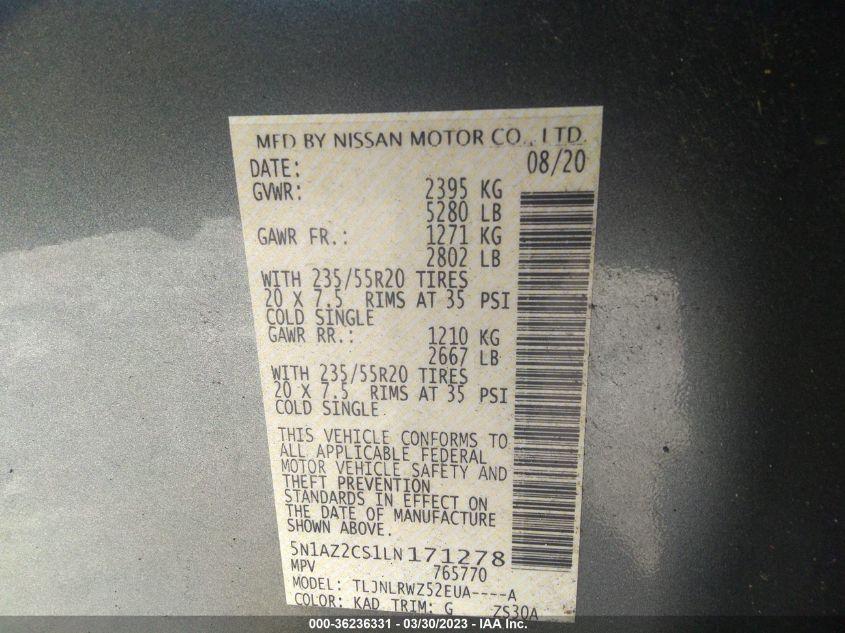 MFD BY NISSAN MOTOR CO., LTD.
DATE: 08/20
GVWR: 2395 KG
5280 LB
GAWR FR.: 1271 KG
2802 LB
WITH 235/55R20 TIRES
20 X 7.5 RIMS AT 35 PSI
COLD SINGLE
GAWR RR.: 1210 KG
2667 LB
WITH 235/55R20 TIRES
20 X 7.5 RIMS AT 35 PSI
COLD SINGLE
THIS VEHICLE CONFORMS TO
ALL APPLICABLE FEDERAL
MOTOR VEHICLE SAFETY AND
THEFT PREVENTION
STANDARDS IN EFFECT ON
THE DATE OF MANUFACTURE
SHOWN ABOVE.
5N1AZ2CS1LN171278
MPV 765770
MODEL: TLJNLRWZ52EUA----A
COLOR: KAD TRIM: G ZS30A
000-36236331 - 03/30/2023 - IAA Inc.